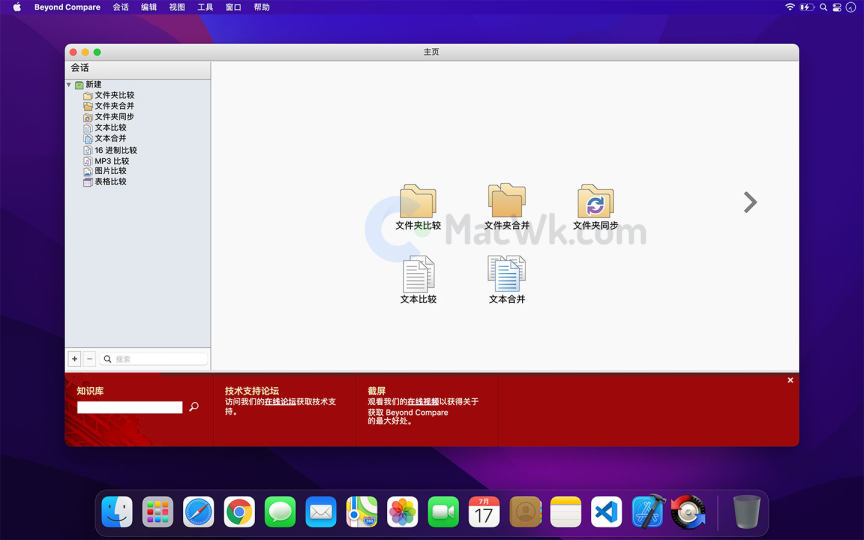 Beyond Compare 会话 编辑 视图 工具 窗口 帮助
主页
会话
新建
文件夹比较
文件夹合并
文件夹同步
文本比较
文本合并
16 进制比较
MP3 比较
图片比较
表格比较
搜索
文件夹比较 文件夹合并 文件夹同步
MacWk.com
文本比较 文本合并
知识库
技术支持论坛
访问我们的在线论坛获取技术支
持。
截屏
观看我们的在线视频以获得关于
获取 Beyond Compare
的最大好处。
7月
17